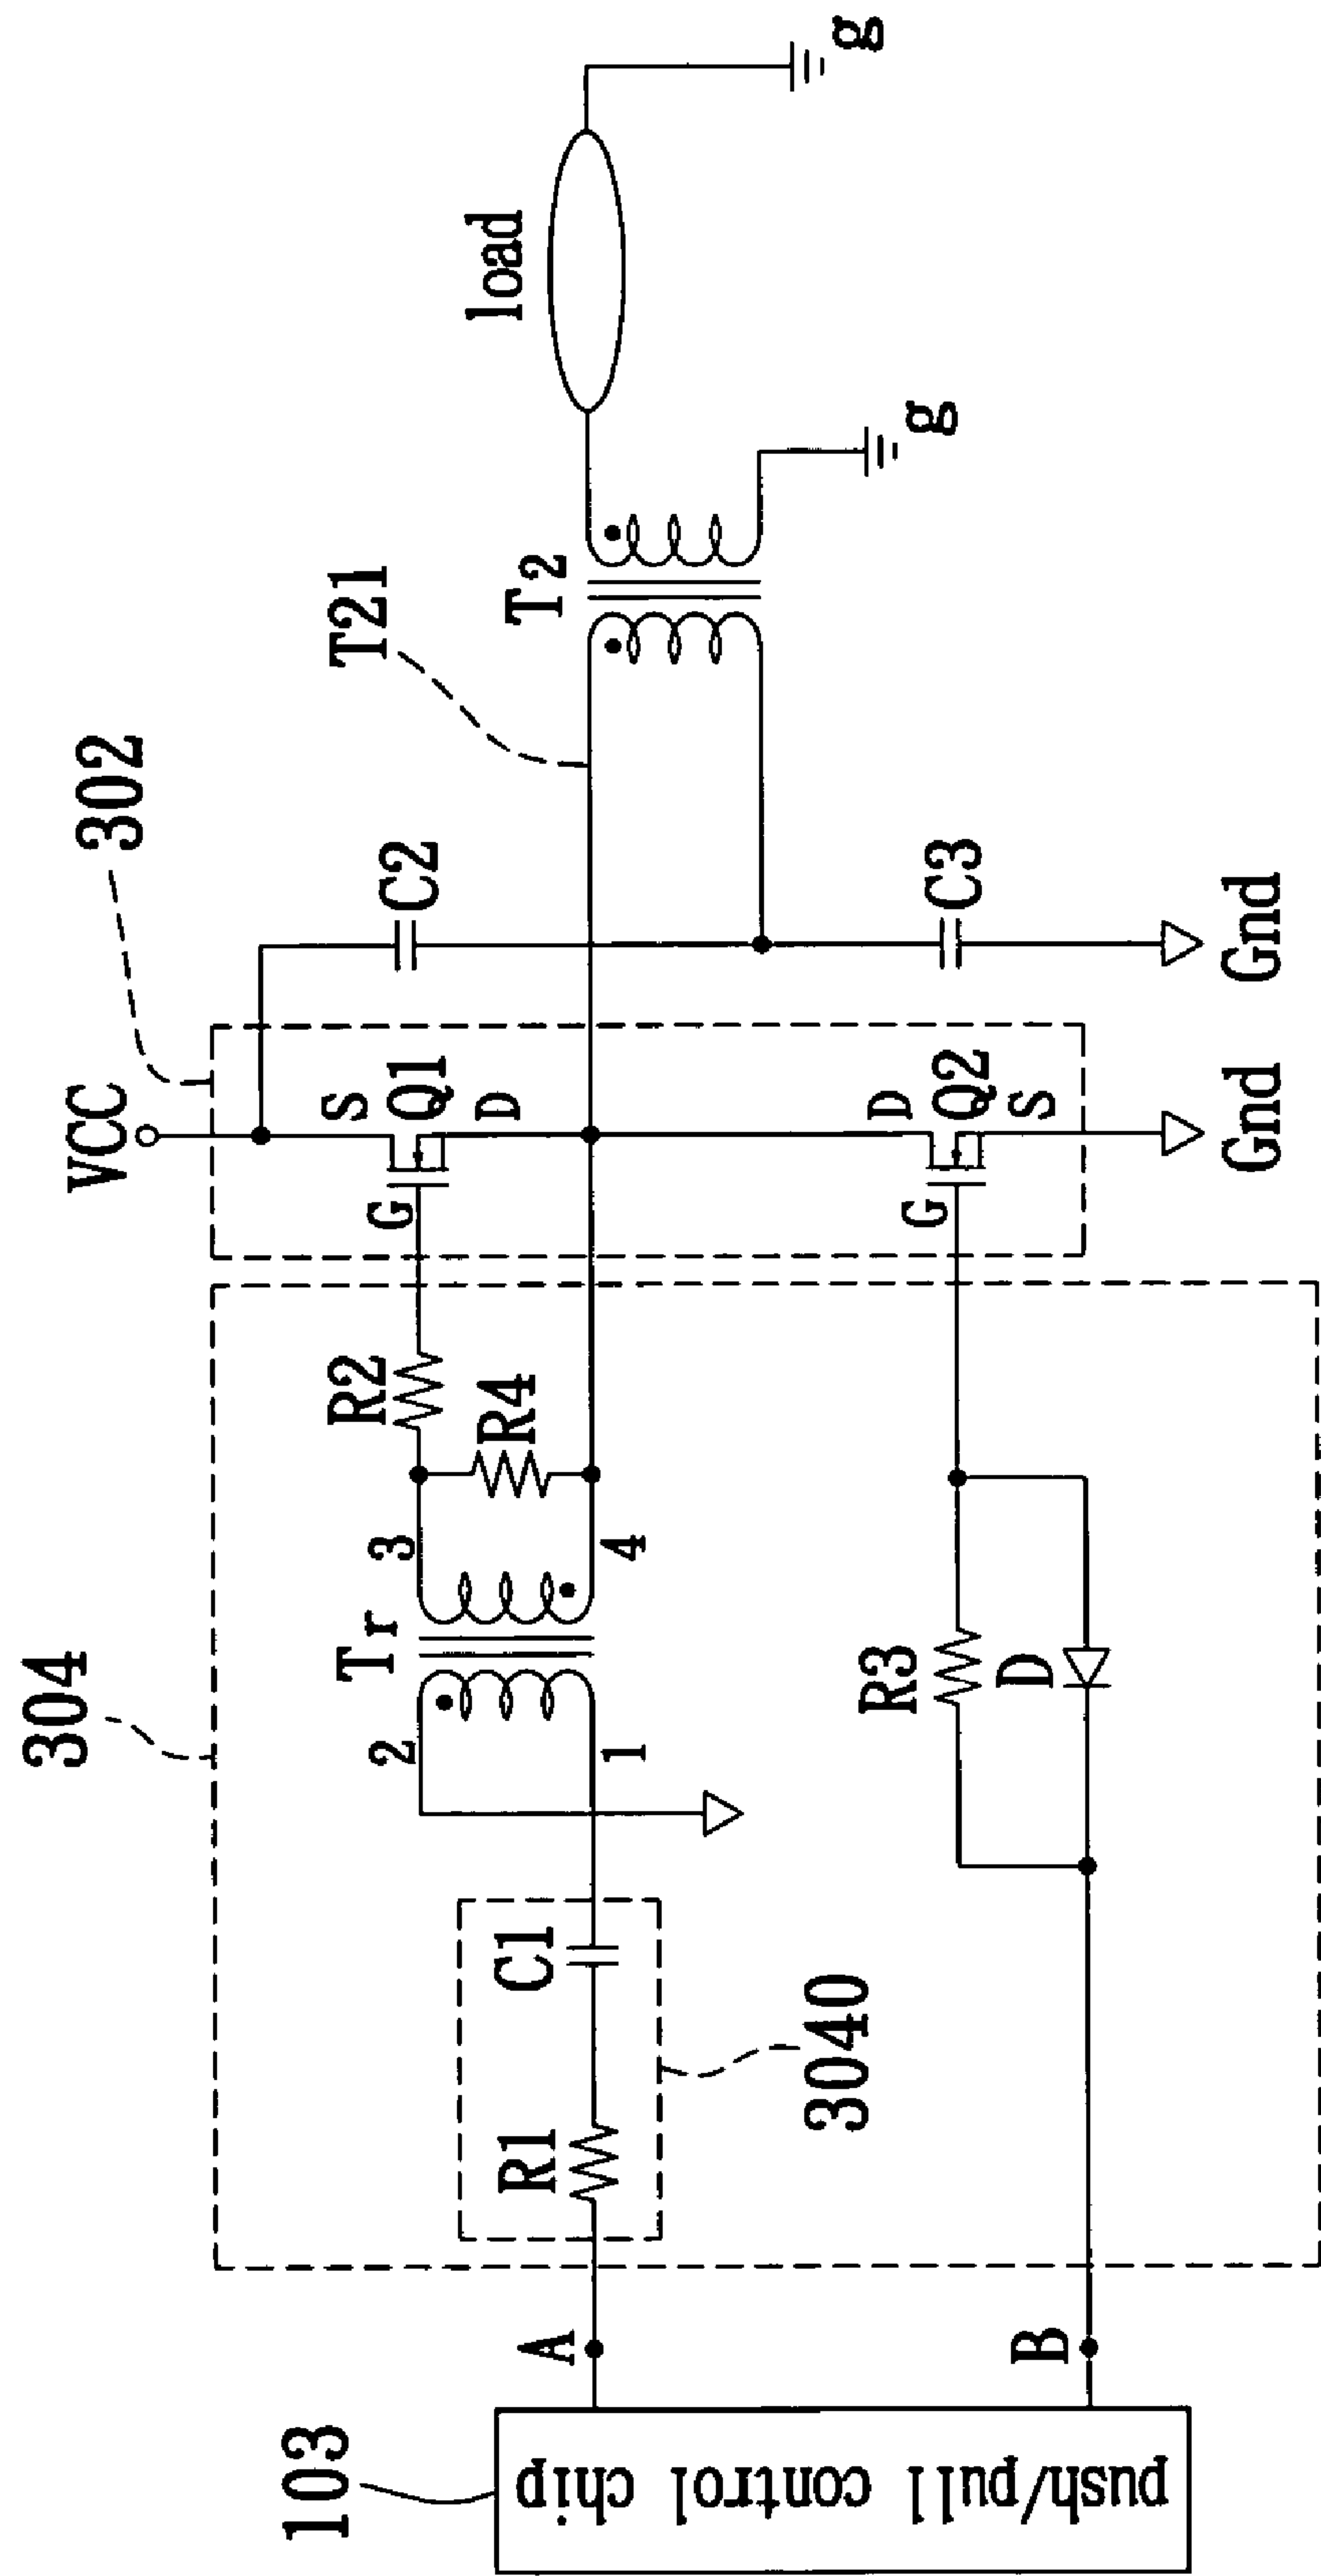 103
push/pull control chip
A
B
304
3040
R1
C1
Tr
2
1
3
4
R2
R4
R3
D
302
VCC
S
Q1
D
G
D
Q2
S
G
Gnd
C2
C3
Gnd
T21
T2
g
load
g